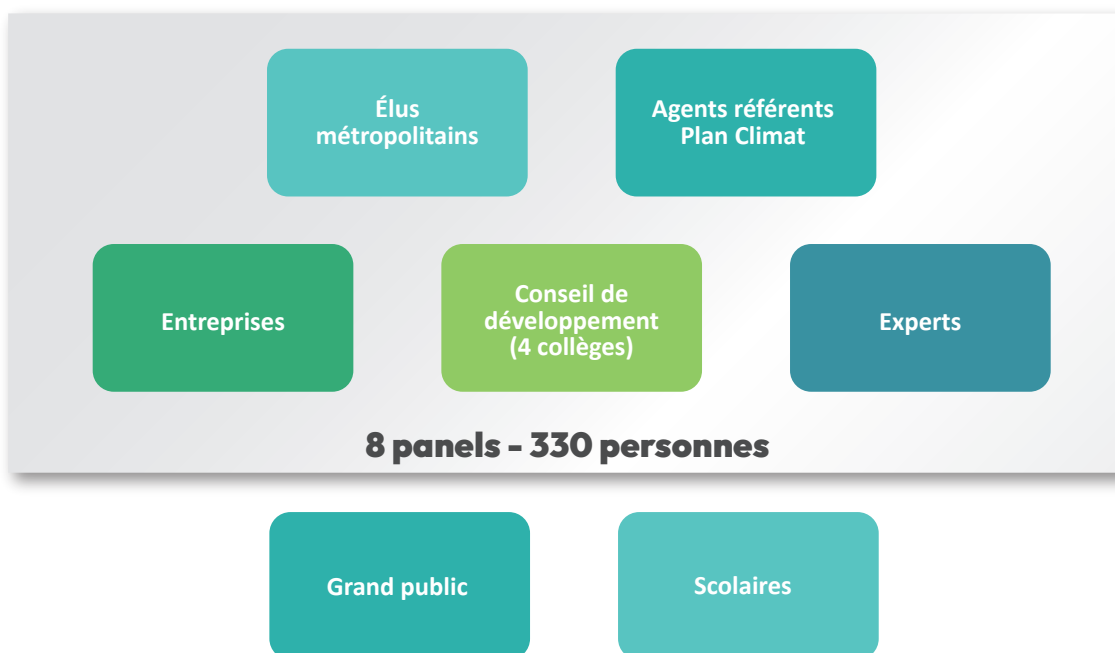 Élus
métropolitains
Agents référents
Plan Climat
Entreprises
Conseil de
développement
(4 collèges)
Experts
8 panels - 330 personnes
Grand public
Scolaires